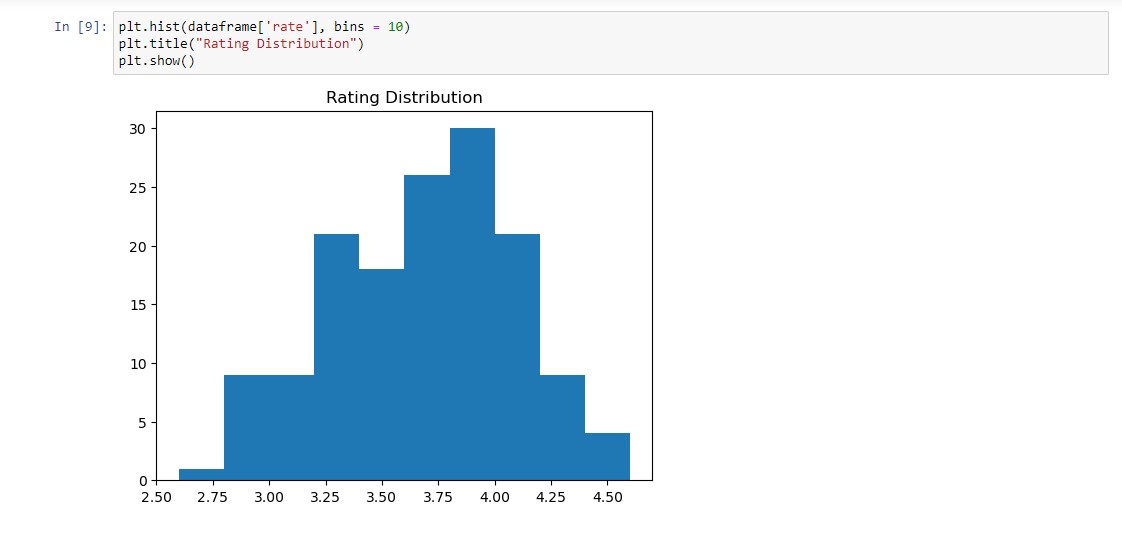 In [9]: plt.hist(dataframe['rate'], bins = 10)
plt.title("Rating Distribution")
plt.show()
Rating Distribution
30
25
20
15
10
5
0
2.50 2.75 3.00 3.25 3.50 3.75 4.00 4.25 4.50